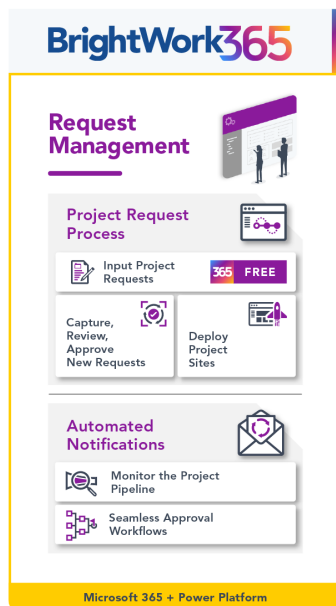 BrightWork365
Request
Management
Project Request
Process
Input Project
Requests
365 FREE
Capture,
Review,
Approve
New Requests
Deploy
Project
Sites
Automated
Notifications
Monitor the Project
Pipeline
Seamless Approval
Workflows
Microsoft 365 + Power Platform